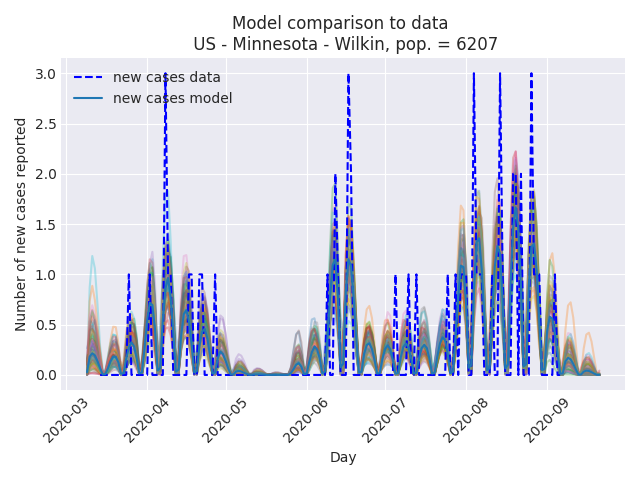 Model comparison to data
US - Minnesota - Wilkin, pop. = 6207
new cases data
new cases model
Number of new cases reported
3.0
2.5
2.0
1.5
1.0
0.5
0.0
2020-03
2020-04
2020-05
2020-06
2020-07
2020-08
2020-09
Day